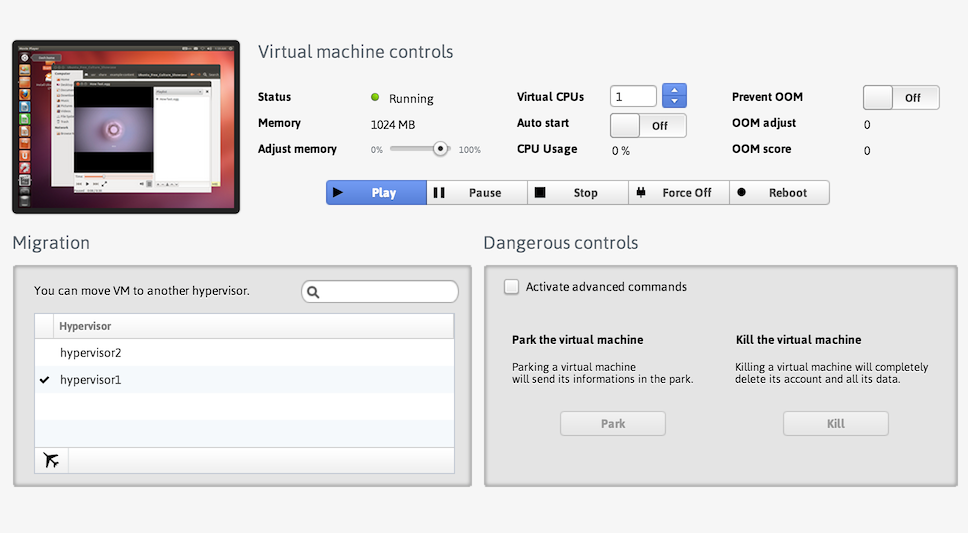 Virtual machine controls
Status Running Virtual CPUs 1 Prevent OOM Off
Memory 1024 MB Auto start Off OOM adjust 0
Adjust memory 0% 100% CPU Usage 0 % OOM score 0
Play Pause Stop Force Off Reboot
Migration
You can move VM to another hypervisor.
Hypervisor
hypervisor2
hypervisor1
Dangerous controls
Activate advanced commands
Park the virtual machine
Parking a virtual machine
will send its informations in the park.
Park
Kill the virtual machine
Killing a virtual machine will completely
delete its account and all its data.
Kill